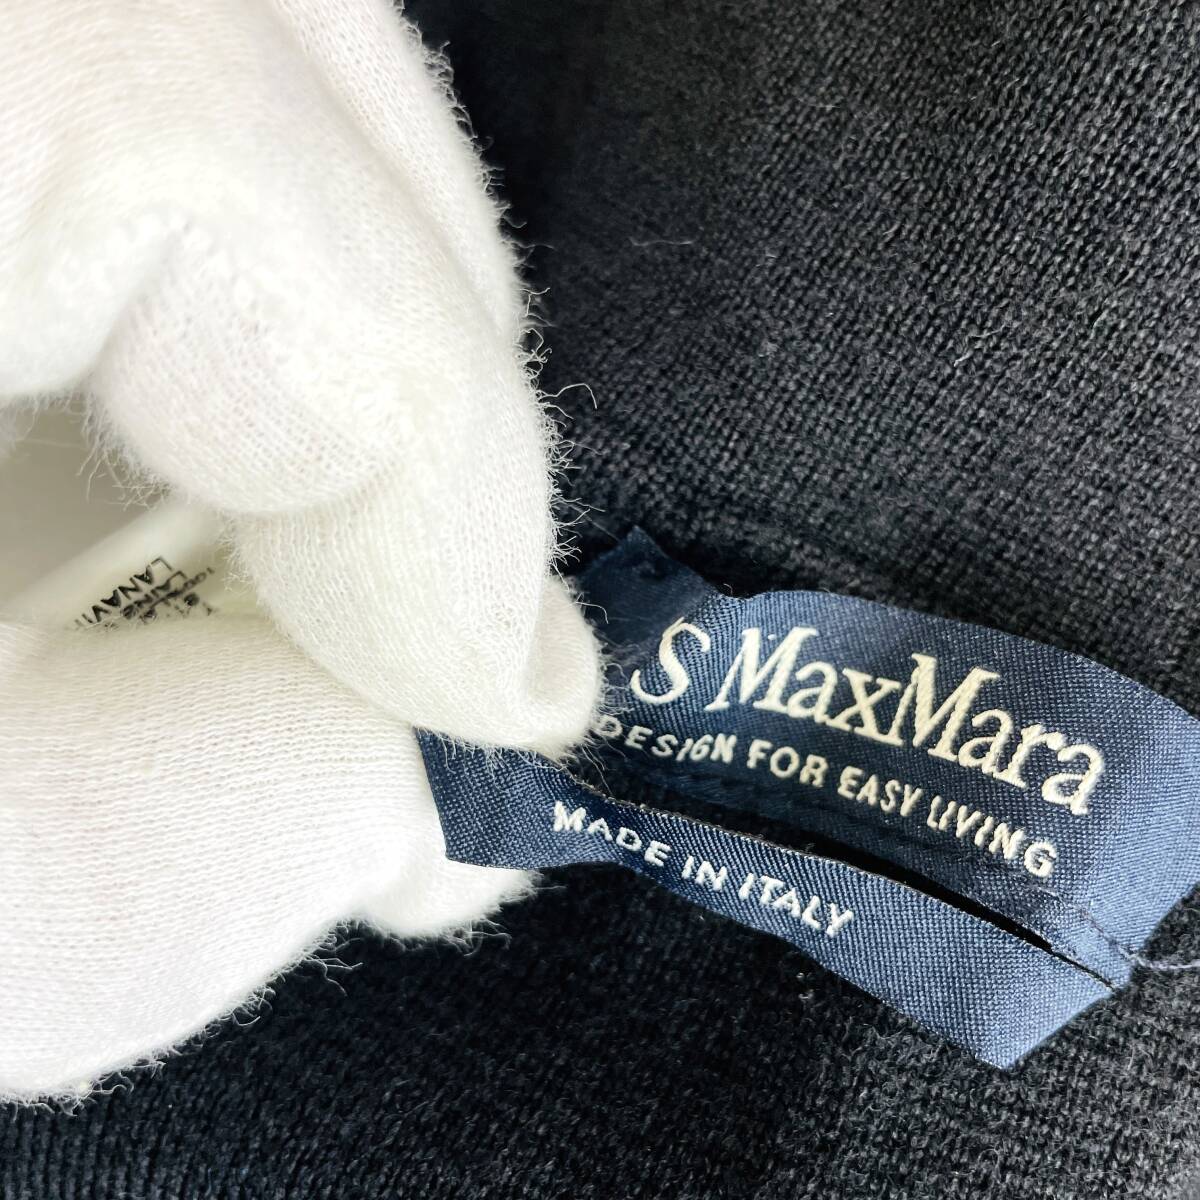 S MaxMara
DESIGN FOR EASY LIVING
MADE IN ITALY